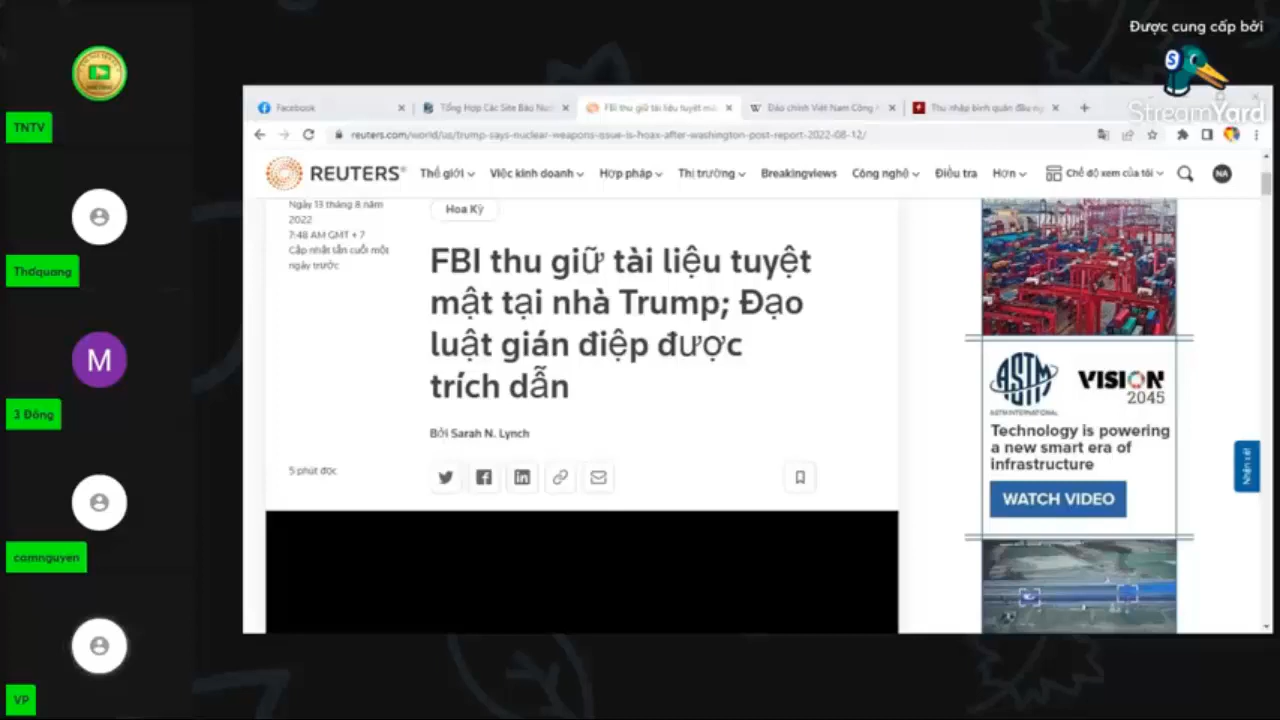 Được cung cấp bởi
StreamYard
TNTV
Thơquang
M
3 Đông
camnguyen
VP
Facebook
Tổng Hợp Các Site Báo Nư
FBI thu giữ tài liệu tuyệt mậ
Đảo chính Việt Nam Cộng H
Thu nhập bình quân đầu ng
reuters.com/world/us/trump-says-nuclear-weapons-issue-is-hoax-after-washington-post-report-2022-08-12/
REUTERS®
Thế giới
Việc kinh doanh
Hợp pháp
Thị trường
Breakingviews
Công nghệ
Điều tra
Hơn
Chế độ xem của tôi
NA
Ngày 13 tháng 8 năm
2022
7:48 AM GMT + 7
Cập nhật lần cuối một
ngày trước
Hoa Kỳ
FBI thu giữ tài liệu tuyệt
mật tại nhà Trump; Đạo
luật gián điệp được
trích dẫn
Bởi Sarah N. Lynch
5 phút đọc
ASTM
ASTM INTERNATIONAL
VISION
2045
Technology is powering
a new smart era of
infrastructure
WATCH VIDEO
Nhận xét